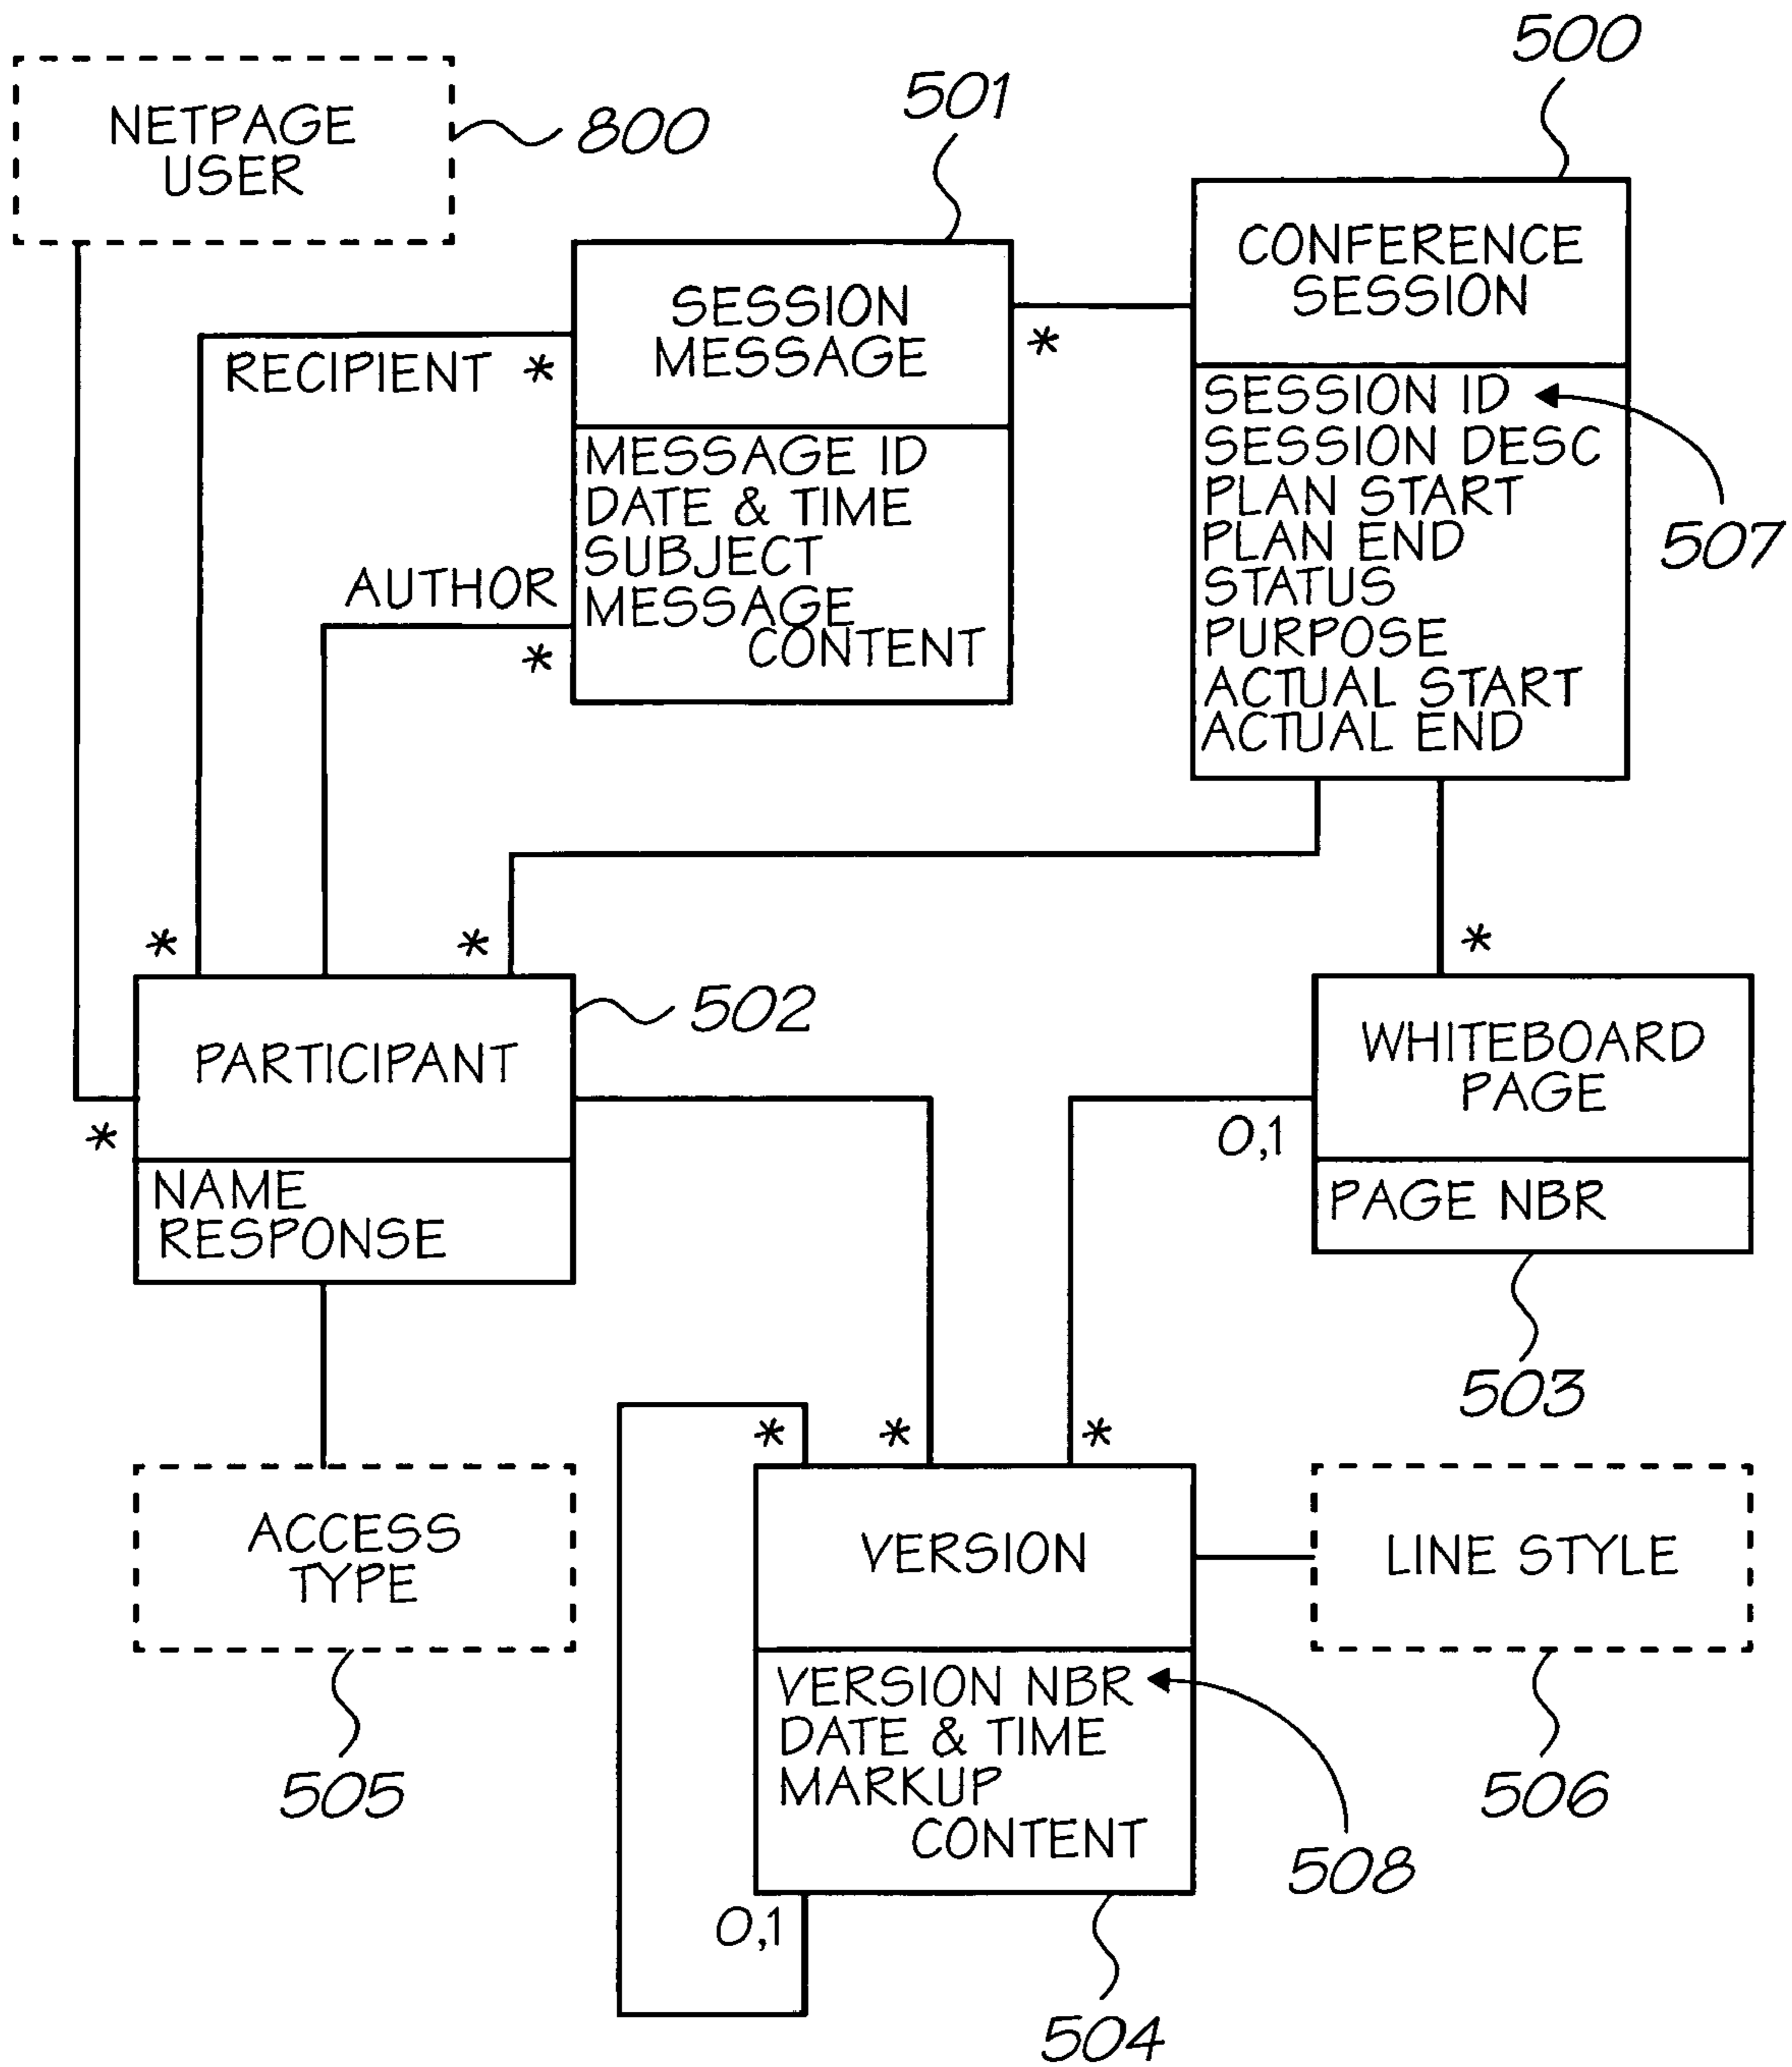 500
501
NETPAGE
USER
800
CONFERENCE
SESSION
SESSION
MESSAGE
*
RECIPIENT *
SESSION ID
SESSION DESC
PLAN START
PLAN END
STATUS
PURPOSE
ACTUAL START
ACTUAL END
507
MESSAGE ID
DATE & TIME
SUBJECT
MESSAGE
CONTENT
AUTHOR
*
*
*
*
502
PARTICIPANT
*
NAME
RESPONSE
WHITEBOARD
PAGE
0,1
PAGE NBR
503
*
*
*
ACCESS
TYPE
505
VERSION
LINE STYLE
506
VERSION NBR
DATE & TIME
MARKUP
CONTENT
508
0,1
504